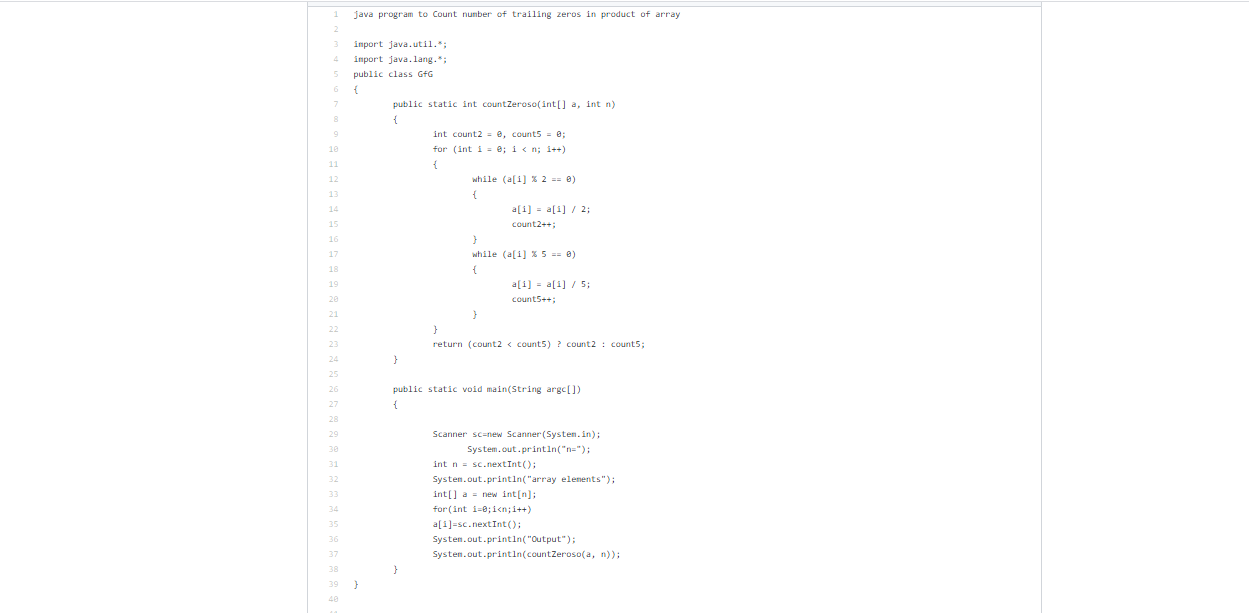 1 java program to Count number of trailing zeros in product of array
2
3 import java.util.*;
4 import java.lang.*;
5 public class GfG
6 {
7 public static int countZeroso(int[] a, int n)
8 {
9 int count2 = 0, count5 = 0;
10 for (int i = 0; i < n; i++)
11 {
12 while (a[i] % 2 == 0)
13 {
14 a[i] = a[i] / 2;
15 count2++;
16 }
17 while (a[i] % 5 == 0)
18 {
19 a[i] = a[i] / 5;
20 count5++;
21 }
22 }
23 return (count2 < count5) ? count2 : count5;
24 }
25
26 public static void main(String argc[])
27 {
28
29 Scanner sc=new Scanner(System.in);
30 System.out.println("n=");
31 int n = sc.nextInt();
32 System.out.println("array elements");
33 int[] a = new int[n];
34 for(int i=0;i<n;i++)
35 a[i]=sc.nextInt();
36 System.out.println("Output");
37 System.out.println(countZeroso(a, n));
38 }
39 }
40